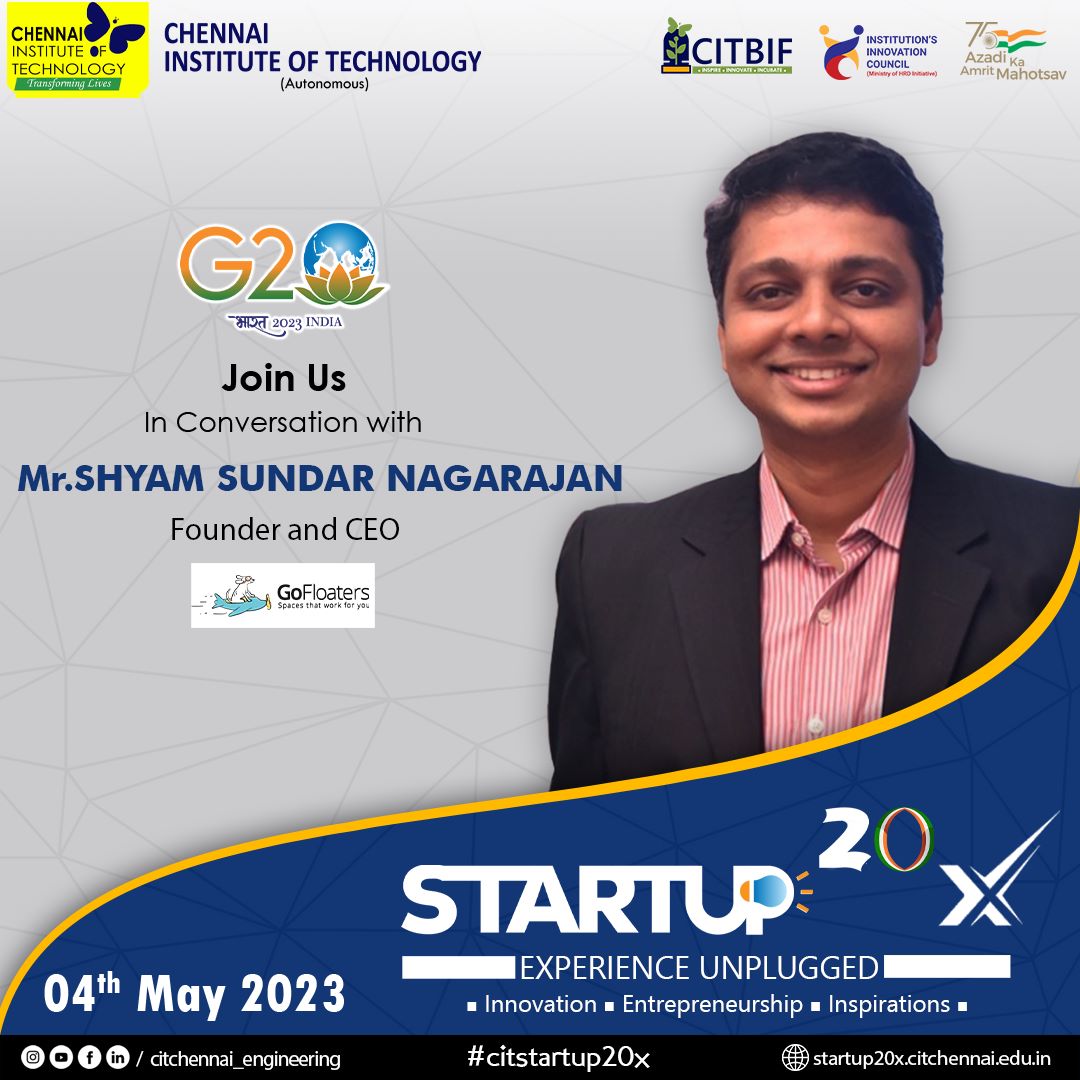 CHENNAI
INSTITUTE OF
TECHNOLOGY
Transforming Lives
CHENNAI
INSTITUTE OF TECHNOLOGY
(Autonomous)
CITBIF
• INSPIRE • INNOVATE • INCUBATE •
INSTITUTION'S
INNOVATION
COUNCIL
(Ministry of HRD Initiative)
75
Azadi Ka
Amrit Mahotsav
G20
भारत 2023 INDIA
Join Us
In Conversation with
Mr.SHYAM SUNDAR NAGARAJAN
Founder and CEO
GoFloaters
Spaces that work for you
STARTUP 20 X
EXPERIENCE UNPLUGGED
▪ Innovation ▪ Entrepreneurship ▪ Inspirations ▪
04th May 2023
/ citchennai_engineering
#citstartup20x
startup20x.citchennai.edu.in